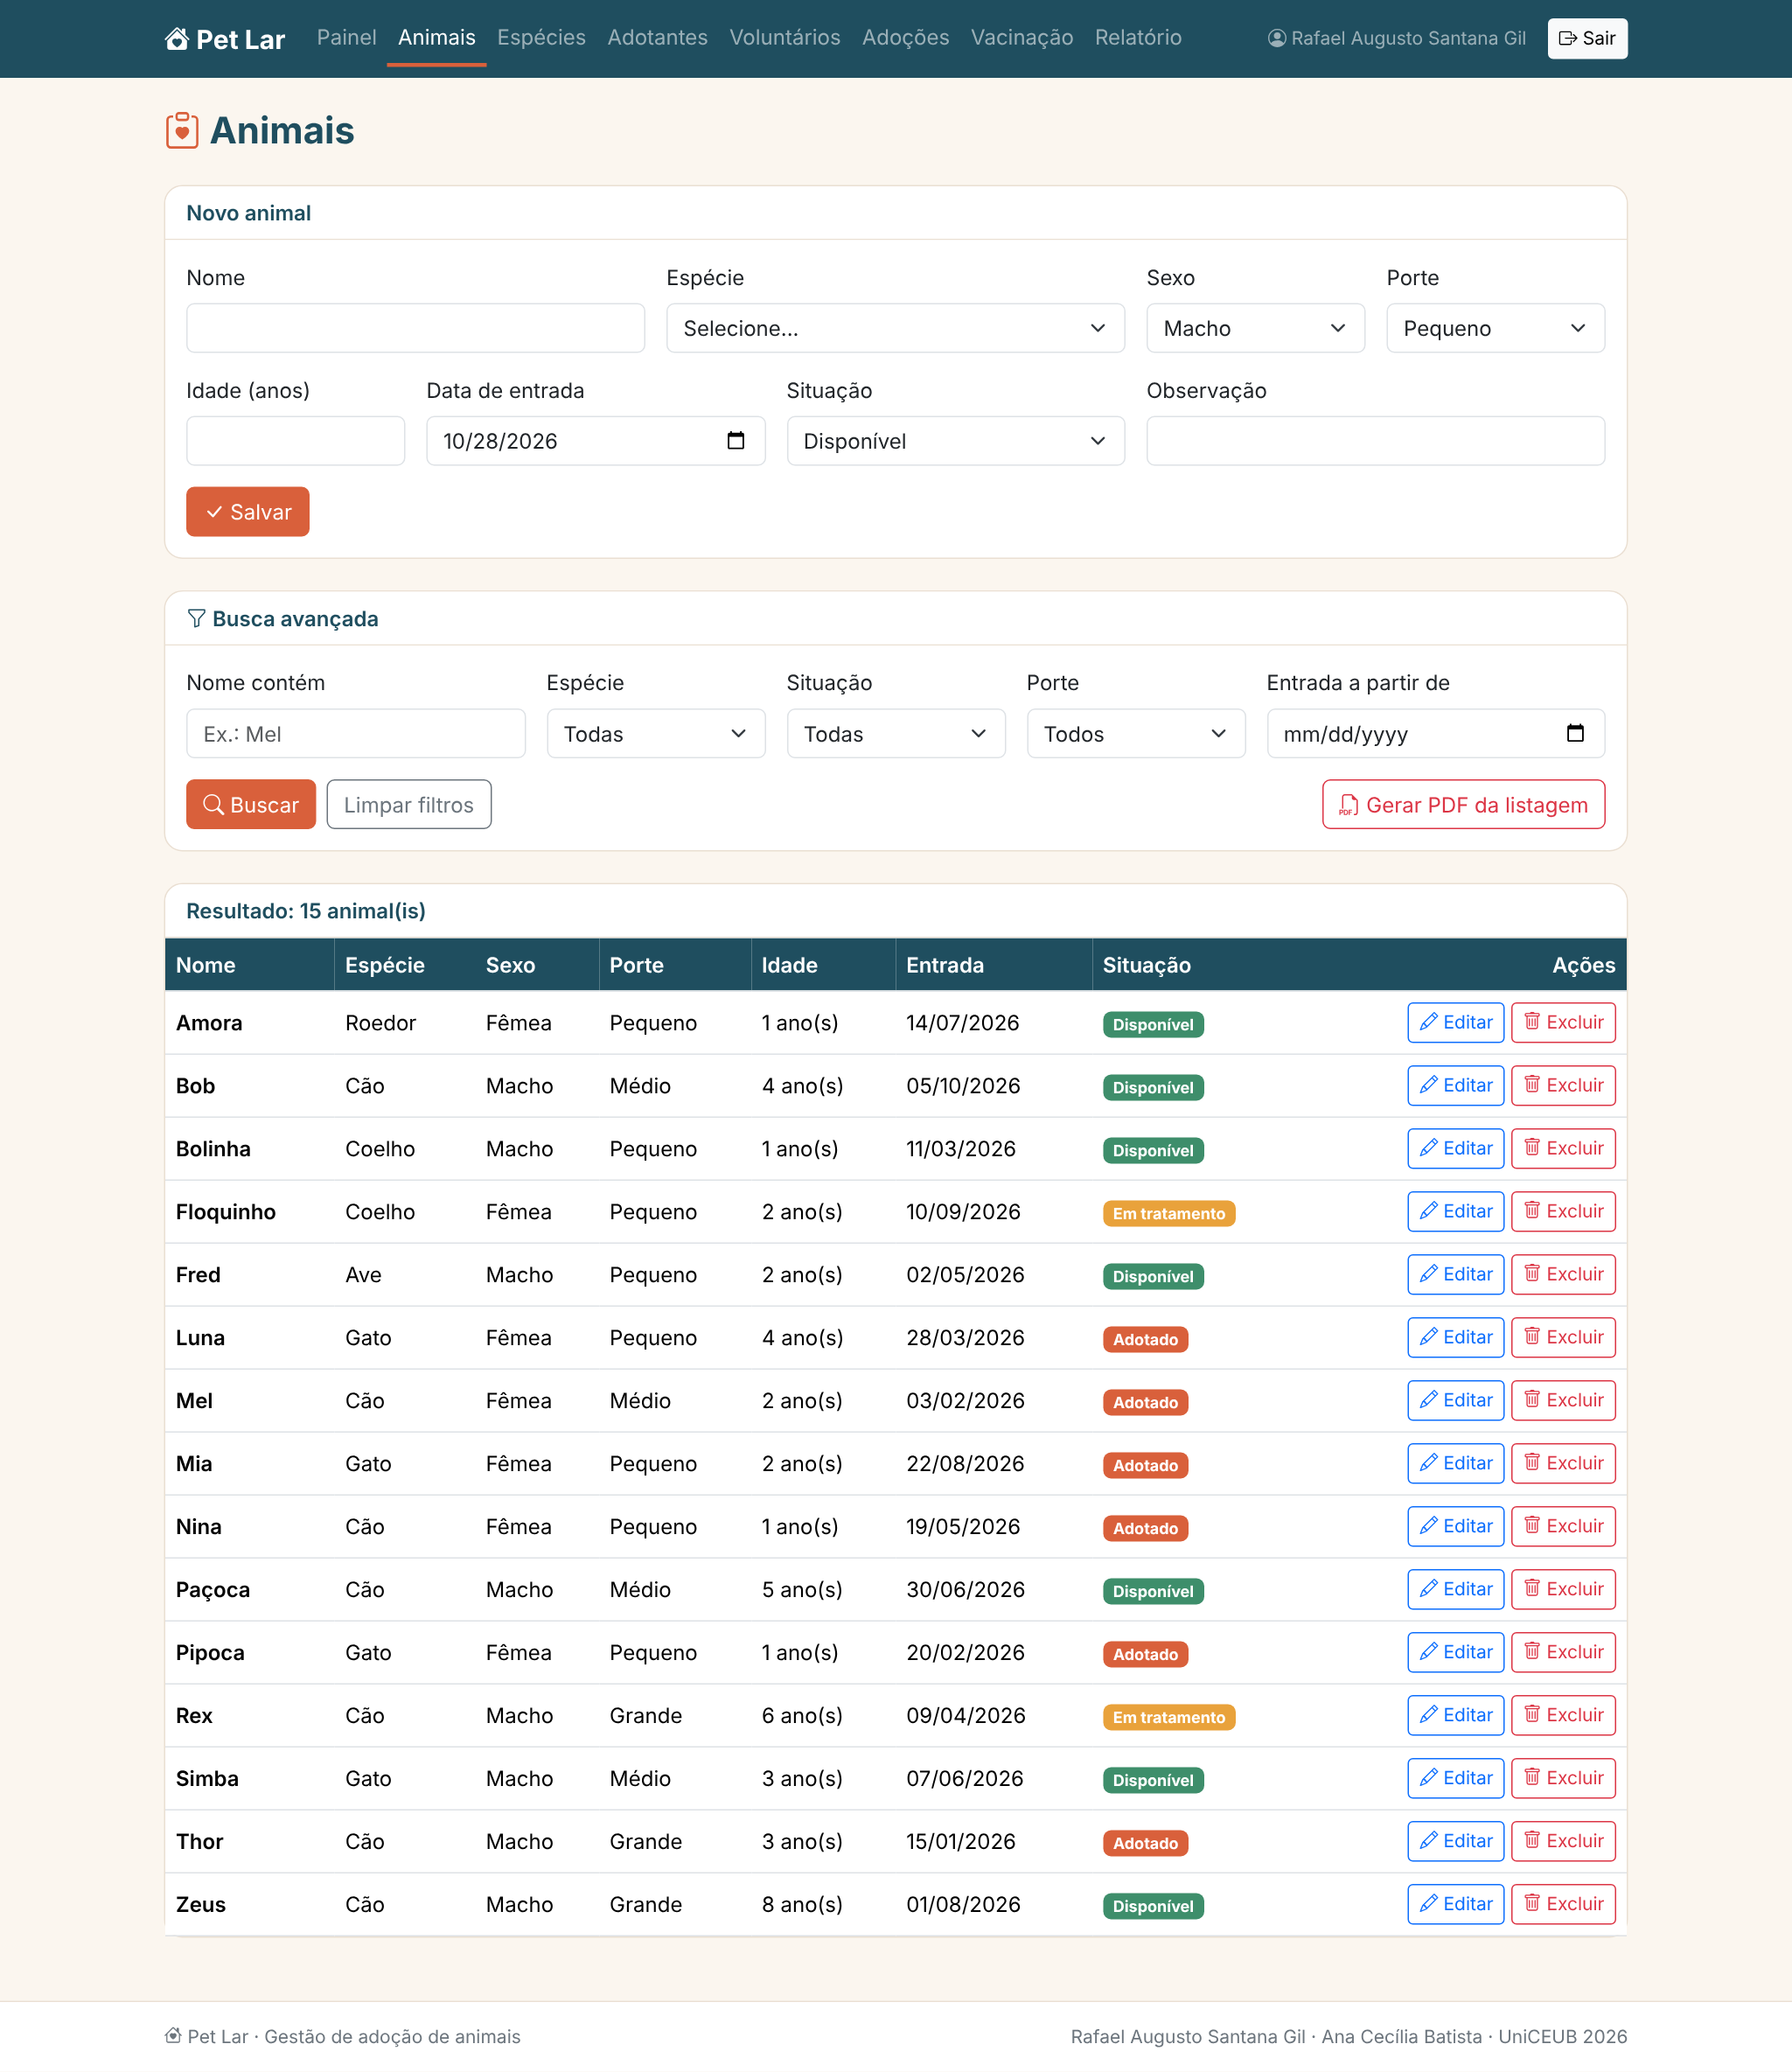 Pet Lar Painel Animais Espécies Adotantes Voluntários Adoções Vacinação Relatório Rafael Augusto Santana Gil Sair
Animais
Novo animal
Nome Espécie Sexo Porte
Selecione... Macho Pequeno
Idade (anos) Data de entrada Situação Observação
10/28/2026 Disponível
Salvar
Busca avançada
Nome contém Espécie Situação Porte Entrada a partir de
Ex.: Mel Todas Todas Todos mm/dd/yyyy
Buscar Limpar filtros PDF Gerar PDF da listagem
Resultado: 15 animal(is)
Nome Espécie Sexo Porte Idade Entrada Situação Ações
Amora Roedor Fêmea Pequeno 1 ano(s) 14/07/2026 Disponível Editar Excluir
Bob Cão Macho Médio 4 ano(s) 05/10/2026 Disponível Editar Excluir
Bolinha Coelho Macho Pequeno 1 ano(s) 11/03/2026 Disponível Editar Excluir
Floquinho Coelho Fêmea Pequeno 2 ano(s) 10/09/2026 Em tratamento Editar Excluir
Fred Ave Macho Pequeno 2 ano(s) 02/05/2026 Disponível Editar Excluir
Luna Gato Fêmea Pequeno 4 ano(s) 28/03/2026 Adotado Editar Excluir
Mel Cão Fêmea Médio 2 ano(s) 03/02/2026 Adotado Editar Excluir
Mia Gato Fêmea Pequeno 2 ano(s) 22/08/2026 Adotado Editar Excluir
Nina Cão Fêmea Pequeno 1 ano(s) 19/05/2026 Adotado Editar Excluir
Paçoca Cão Macho Médio 5 ano(s) 30/06/2026 Disponível Editar Excluir
Pipoca Gato Fêmea Pequeno 1 ano(s) 20/02/2026 Adotado Editar Excluir
Rex Cão Macho Grande 6 ano(s) 09/04/2026 Em tratamento Editar Excluir
Simba Gato Macho Médio 3 ano(s) 07/06/2026 Disponível Editar Excluir
Thor Cão Macho Grande 3 ano(s) 15/01/2026 Adotado Editar Excluir
Zeus Cão Macho Grande 8 ano(s) 01/08/2026 Disponível Editar Excluir
Pet Lar · Gestão de adoção de animais Rafael Augusto Santana Gil · Ana Cecília Batista · UniCEUB 2026